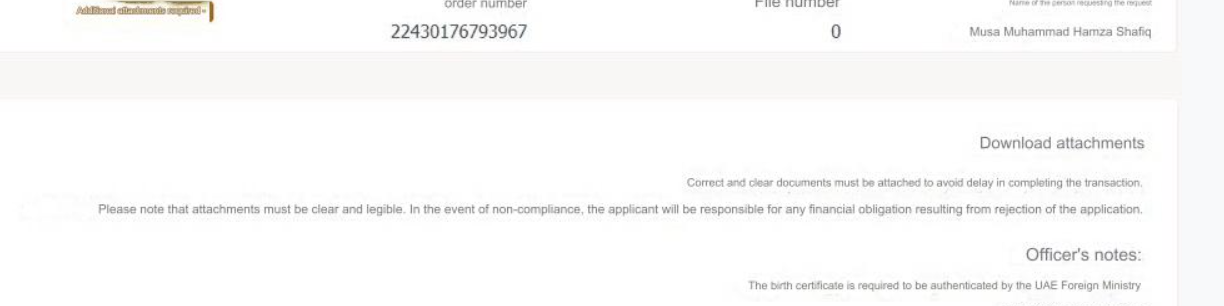 Additional attachments required -
order number
File number
Name of the person requesting the request
22430176793967
0
Musa Muhammad Hamza Shafiq
Download attachments
Correct and clear documents must be attached to avoid delay in completing the transaction.
Please note that attachments must be clear and legible. In the event of non-compliance, the applicant will be responsible for any financial obligation resulting from rejection of the application.
Officer's notes:
The birth certificate is required to be authenticated by the UAE Foreign Ministry